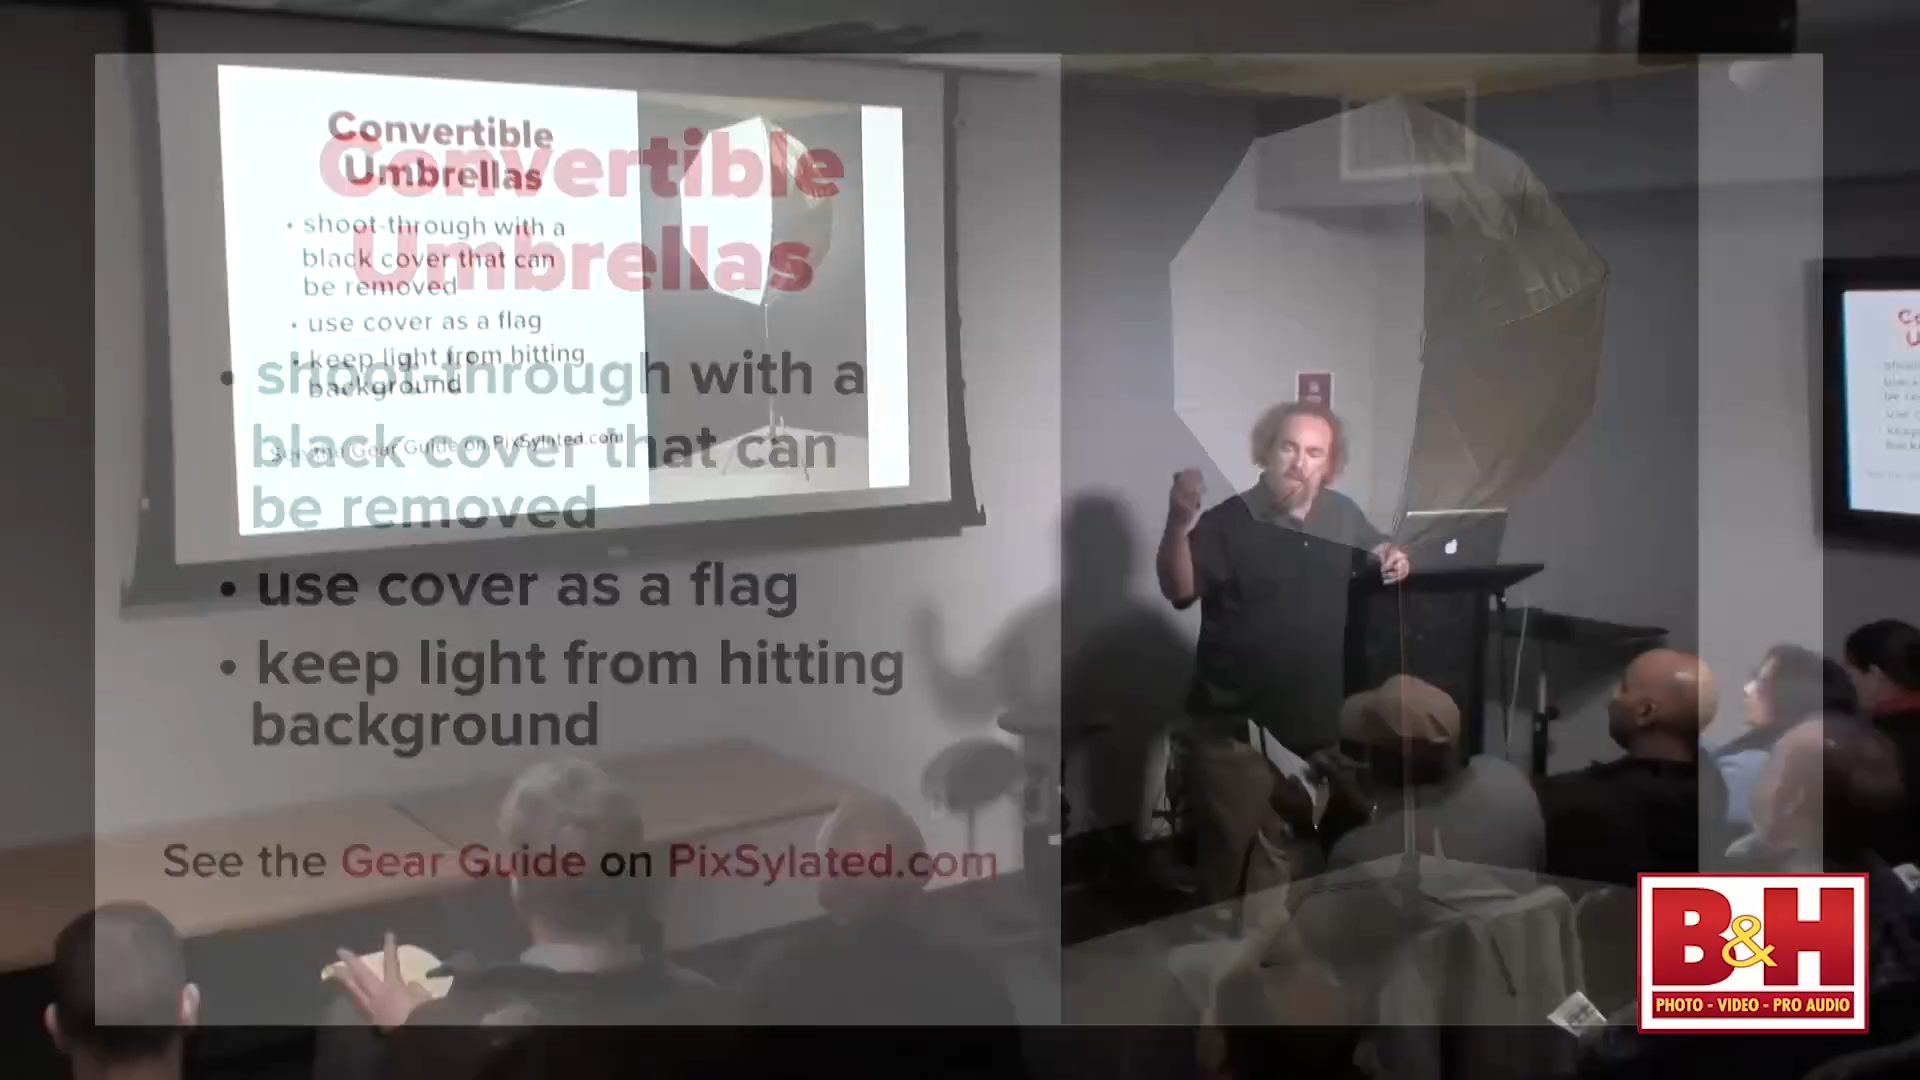 Convertible
Umbrellas
• shoot-through with a
black cover that can
be removed
• use cover as a flag
• keep light from hitting
background
See the Gear Guide on PixSylated.com
Convertible
Umbrellas
• shoot-through with a
black cover that can
be removed
• use cover as a flag
• keep light from hitting
background
See the Gear Guide on PixSylated.com
B&H
PHOTO - VIDEO - PRO AUDIO